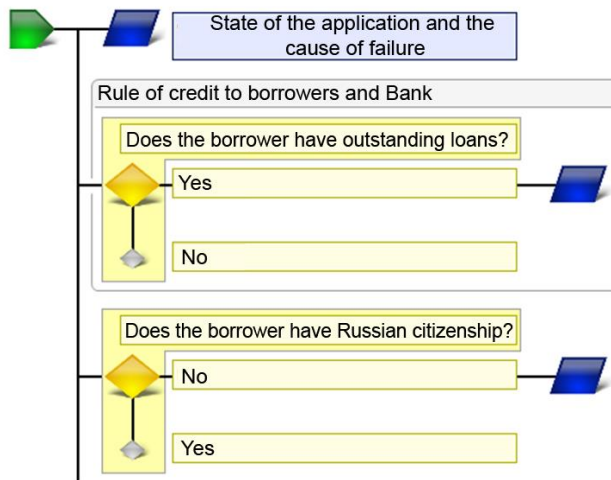 State of the application and the
cause of failure
Rule of credit to borrowers and Bank
Does the borrower have outstanding loans?
Yes
No
Does the borrower have Russian citizenship?
No
Yes